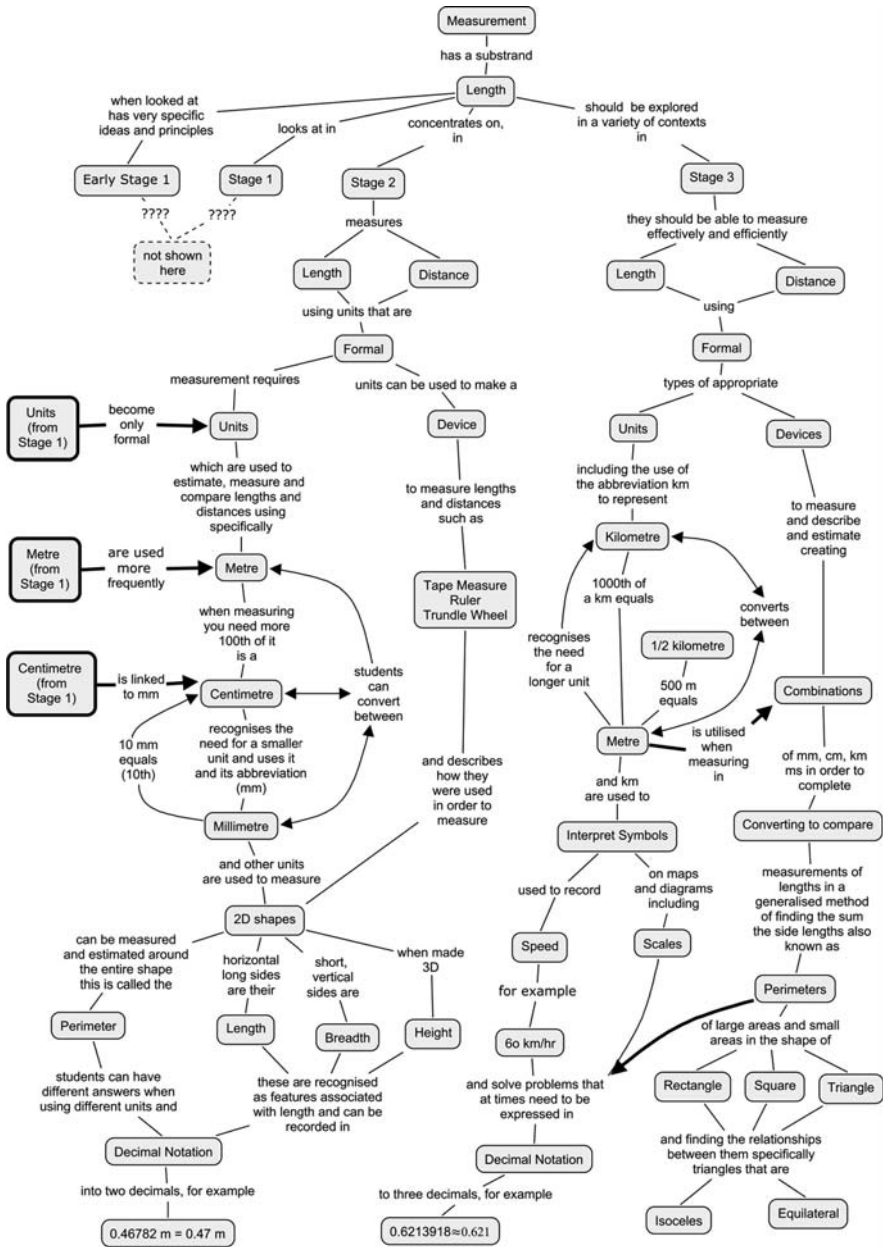 Measurement
has a substrand
Length
when looked at
has very specific
ideas and principles
looks at in
concentrates on,
in
should be explored
in a variety of contexts
in
Early Stage 1
Stage 1
Stage 2
Stage 3
????
????
not shown
here
measures
Length
Distance
using units that are
Formal
they should be able to measure
effectively and efficiently
Length
Distance
using
Formal
measurement requires
units can be used to make a
types of appropriate
Units
(from
Stage 1)
become
only
formal
Units
Device
Units
Devices
which are used to
estimate, measure and
compare lengths and
distances using
specifically
to measure lengths
and distances
such as
including the use of
the abbreviation km
to represent
to measure
and describe
and estimate
creating
Metre
(from
Stage 1)
are used
more
frequently
Metre
Tape Measure
Ruler
Trundle Wheel
Kilometre
1000th of
a km equals
converts
between
recognises
the need
for a
longer unit
1/2 kilometre
500 m
equals
when measuring
you need more
100th of it
is a
Centimetre
(from
Stage 1)
is linked
to mm
Centimetre
students
can
convert
between
Combinations
Metre
is utilised
when
measuring
in
10 mm
equals
(10th)
recognises the
need for a smaller
unit and uses it
and its abbreviation
(mm)
and describes
how they
were used
in order to
measure
of mm, cm, km
ms in order to
complete
Millimetre
and km
are used to
Interpret Symbols
Converting to compare
and other units
are used to measure
used to record
on maps
and diagrams
including
measurements of
lengths in a
generalised method
of finding the sum
the side lengths also
known as
2D shapes
Speed
Scales
can be measured
and estimated around
the entire shape
this is called the
horizontal
long sides
are their
short,
vertical
sides are
when made
3D
for example
Perimeters
Perimeter
Length
Breadth
Height
6o km/hr
of large areas and small
areas in the shape of
Rectangle
Square
Triangle
students can have
different answers when
using different units and
these are recognised
as features associated
with length and can be
recorded in
and solve problems that
at times need to be
expressed in
and finding the relationships
between them specifically
triangles that are
Decimal Notation
Decimal Notation
into two decimals, for example
to three decimals, for example
Isoceles
Equilateral
0.46782 m = 0.47 m
0.6213918≈0.621